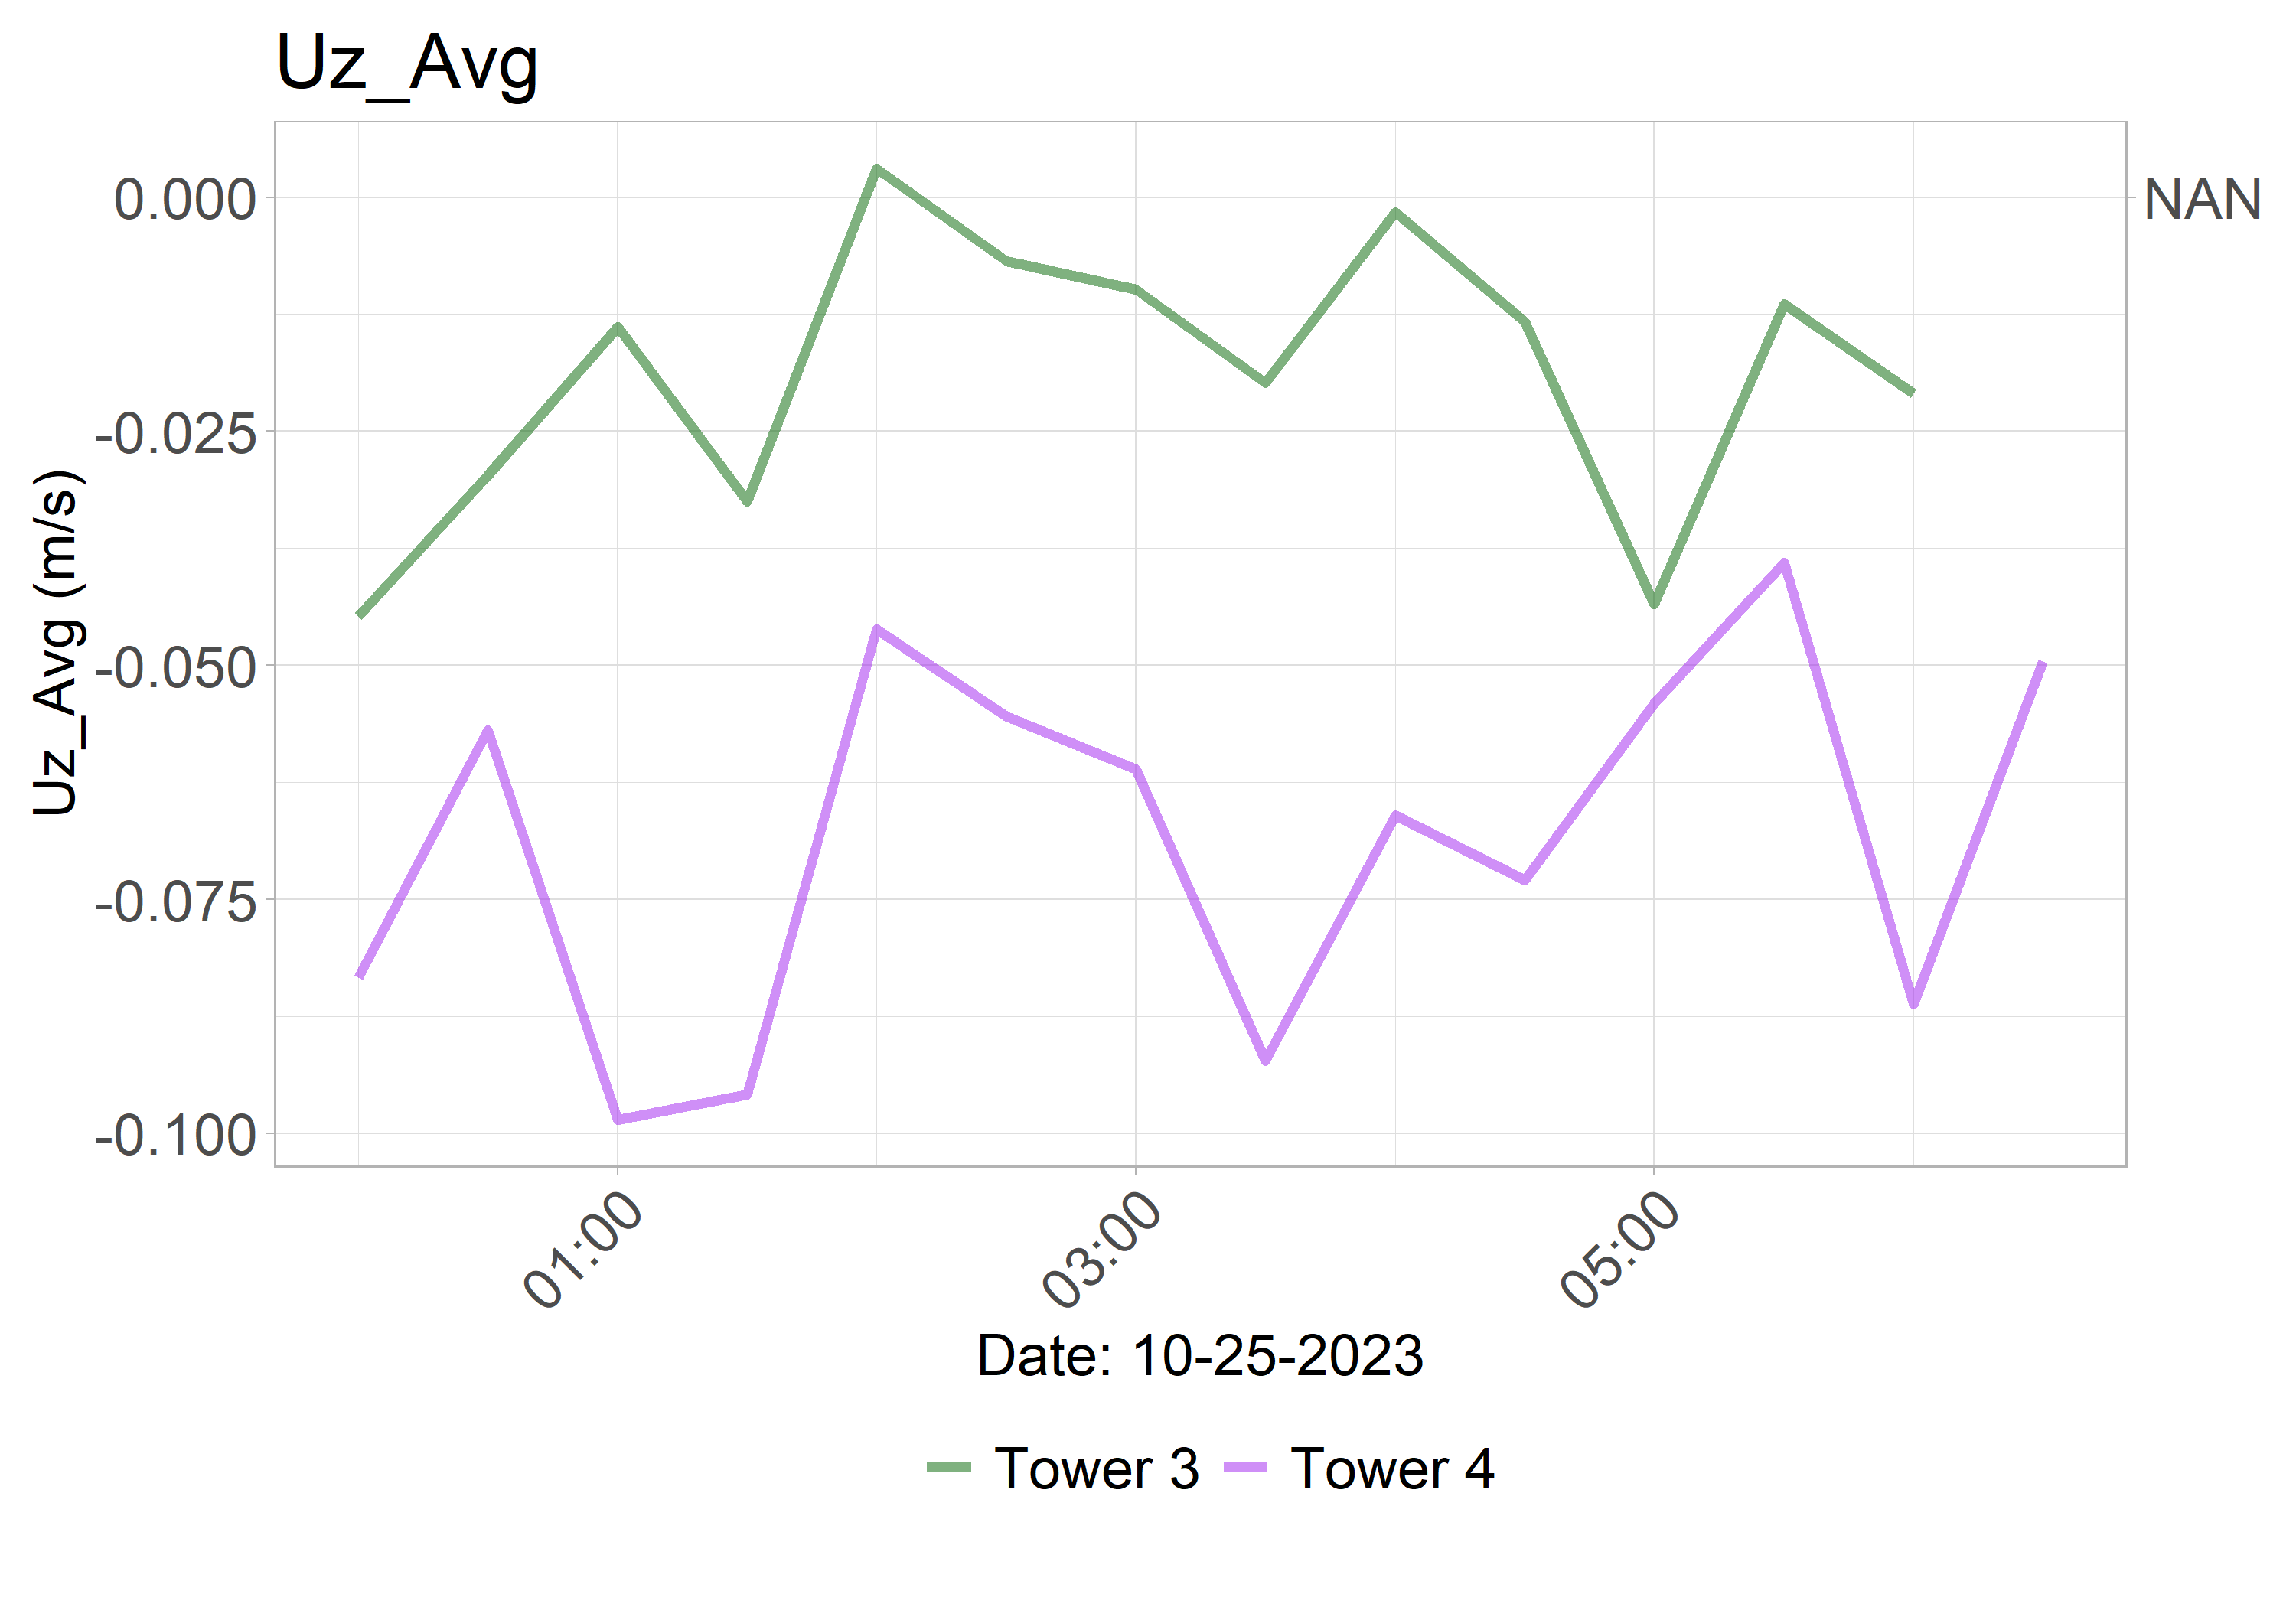 Uz_Avg
Uz_Avg (m/s)
0.000
-0.025
-0.050
-0.075
-0.100
NAN
01:00
03:00
05:00
Date: 10-25-2023
Tower 3
Tower 4